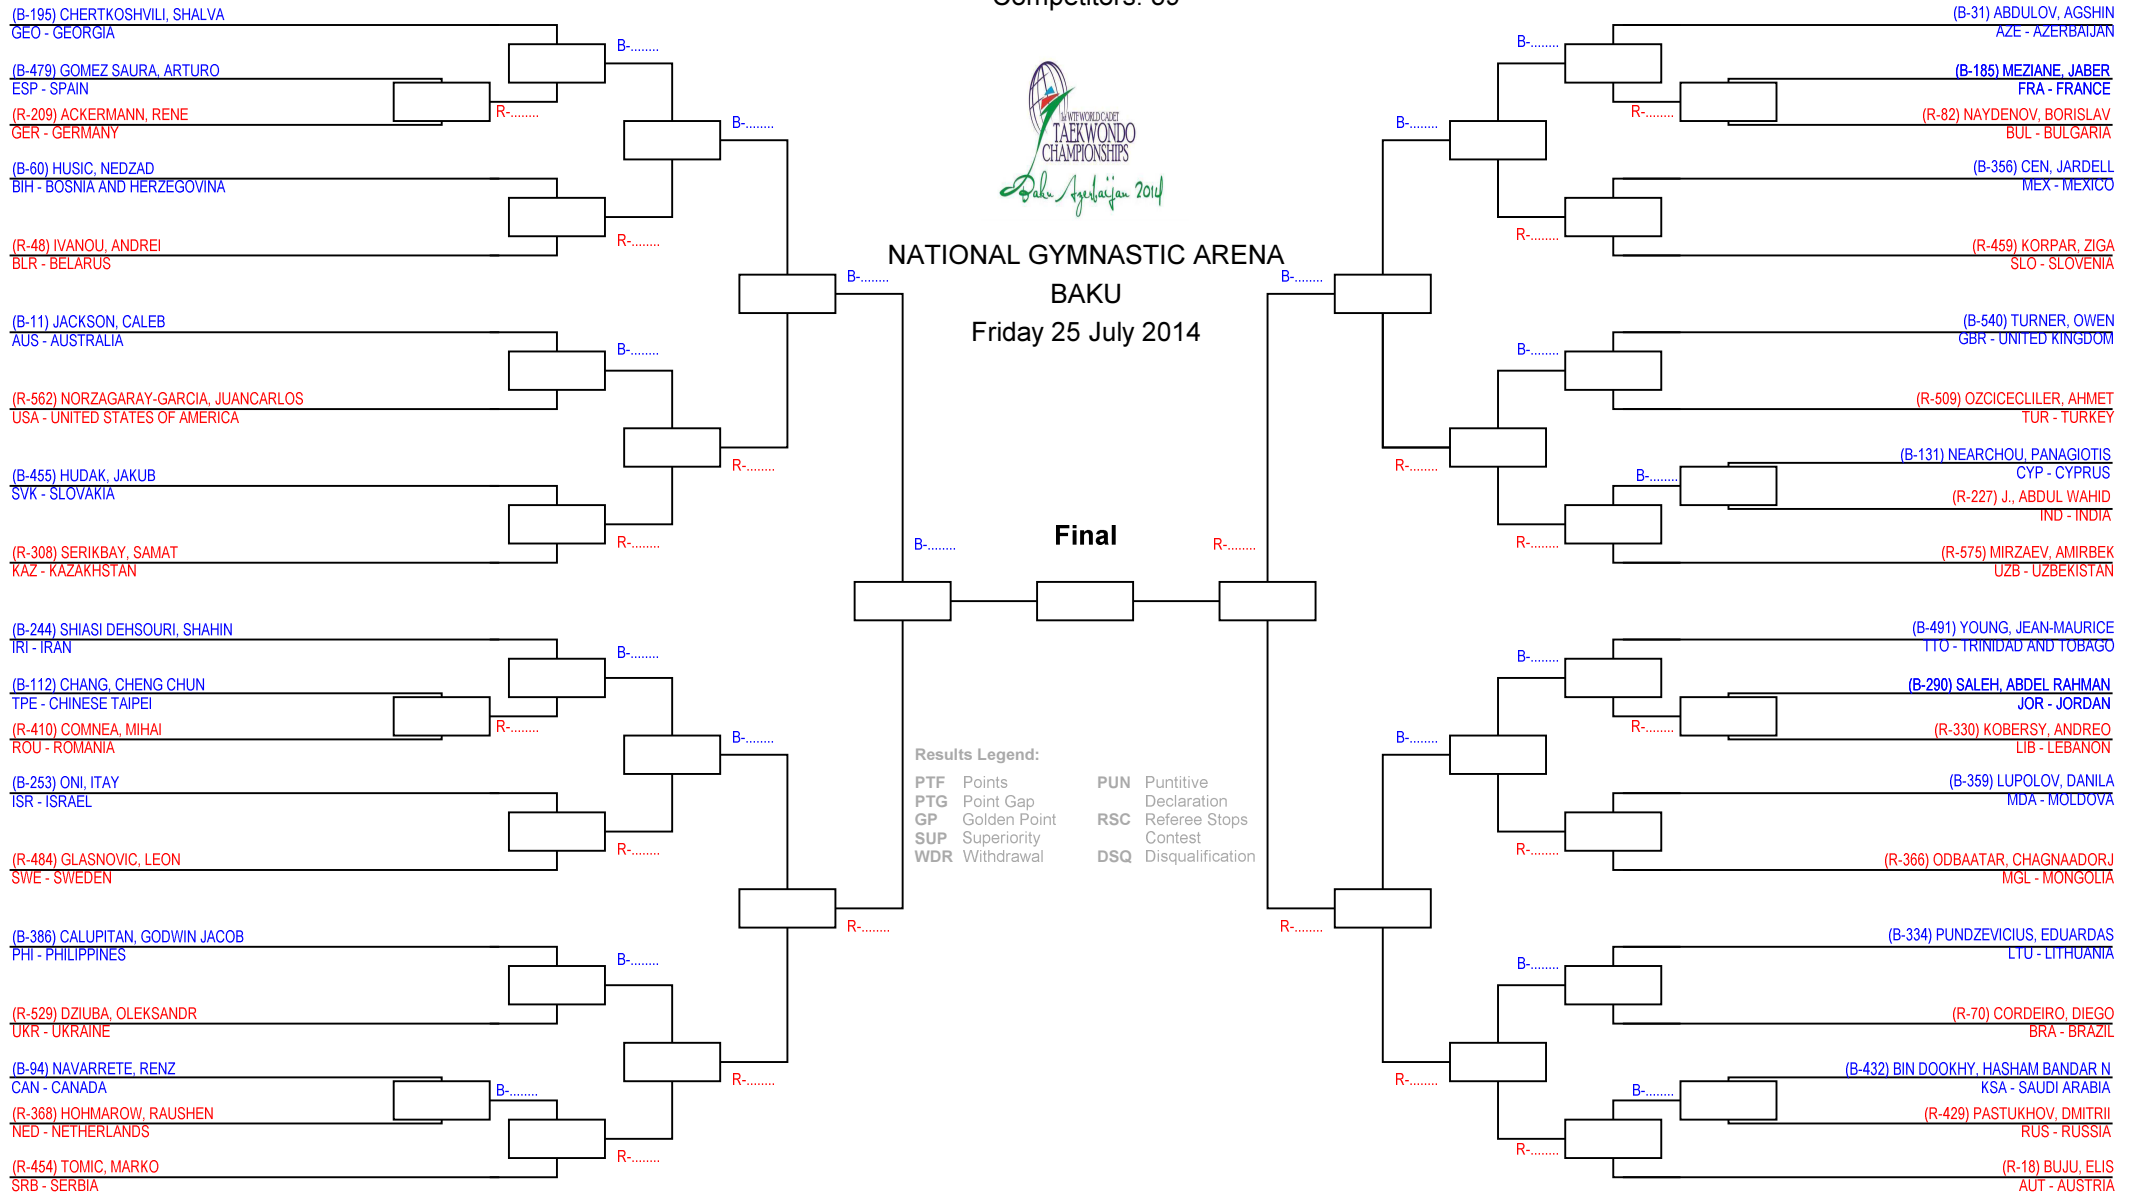 Competitors: 39
(B-195) CHERTKOSHVILI, SHALVA
GEO - GEORGIA
(B-479) GOMEZ SAURA, ARTURO
ESP - SPAIN
(R-209) ACKERMANN, RENE
GER - GERMANY
(B-60) HUSIC, NEDZAD
BIH - BOSNIA AND HERZEGOVINA
(R-48) IVANOU, ANDREI
BLR - BELARUS
(B-11) JACKSON, CALEB
AUS - AUSTRALIA
(R-562) NORZAGARAY-GARCIA, JUANCARLOS
USA - UNITED STATES OF AMERICA
(B-455) HUDAK, JAKUB
SVK - SLOVAKIA
(R-308) SERIKBAY, SAMAT
KAZ - KAZAKHSTAN
(B-244) SHIASI DEHSOURI, SHAHIN
IRI - IRAN
(B-112) CHANG, CHENG CHUN
TPE - CHINESE TAIPEI
(R-410) COMNEA, MIHAI
ROU - ROMANIA
(B-253) ONI, ITAY
ISR - ISRAEL
(R-484) GLASNOVIC, LEON
SWE - SWEDEN
(B-386) CALUPITAN, GODWIN JACOB
PHI - PHILIPPINES
(R-529) DZIUBA, OLEKSANDR
UKR - UKRAINE
(B-94) NAVARRETE, RENZ
CAN - CANADA
(R-368) HOHMAROW, RAUSHEN
NED - NETHERLANDS
(R-454) TOMIC, MARKO
SRB - SERBIA
R-........
R-........
B-........
B-........
R-........
B-........
R-........
B-........
R-........
B-........
R-........
B-........
R-........
B-........
R-........
B-........
R-........
B-........
1st WTF WORLD CADET
TAEKWONDO
CHAMPIONSHIPS
Baku Azerbaijan 2014
NATIONAL GYMNASTIC ARENA
BAKU
Friday 25 July 2014
Final
Results Legend:
PTF Points
PTG Point Gap
GP Golden Point
SUP Superiority
WDR Withdrawal
PUN Puntitive
Declaration
RSC Referee Stops
Contest
DSQ Disqualification
R-........
B-........
R-........
B-........
R-........
B-........
R-........
B-........
R-........
B-........
R-........
B-........
R-........
B-........
R-........
R-........
B-........
R-........
B-........
(B-31) ABDULOV, AGSHIN
AZE - AZERBAIJAN
(B-185) MEZIANE, JABER
FRA - FRANCE
(R-82) NAYDENOV, BORISLAV
BUL - BULGARIA
(B-356) CEN, JARDELL
MEX - MEXICO
(R-459) KORPAR, ZIGA
SLO - SLOVENIA
(B-540) TURNER, OWEN
GBR - UNITED KINGDOM
(R-509) OZCICECLILER, AHMET
TUR - TURKEY
(B-131) NEARCHOU, PANAGIOTIS
CYP - CYPRUS
(R-227) J., ABDUL WAHID
IND - INDIA
(R-575) MIRZAEV, AMIRBEK
UZB - UZBEKISTAN
(B-491) YOUNG, JEAN-MAURICE
TTO - TRINIDAD AND TOBAGO
(B-290) SALEH, ABDEL RAHMAN
JOR - JORDAN
(R-330) KOBERSY, ANDREO
LIB - LEBANON
(B-359) LUPOLOV, DANILA
MDA - MOLDOVA
(R-366) ODBAATAR, CHAGNAADORJ
MGL - MONGOLIA
(B-334) PUNDZEVICIUS, EDUARDAS
LTU - LITHUANIA
(R-70) CORDEIRO, DIEGO
BRA - BRAZIL
(B-432) BIN DOOKHY, HASHAM BANDAR N
KSA - SAUDI ARABIA
(R-429) PASTUKHOV, DMITRII
RUS - RUSSIA
(R-18) BUJU, ELIS
AUT - AUSTRIA